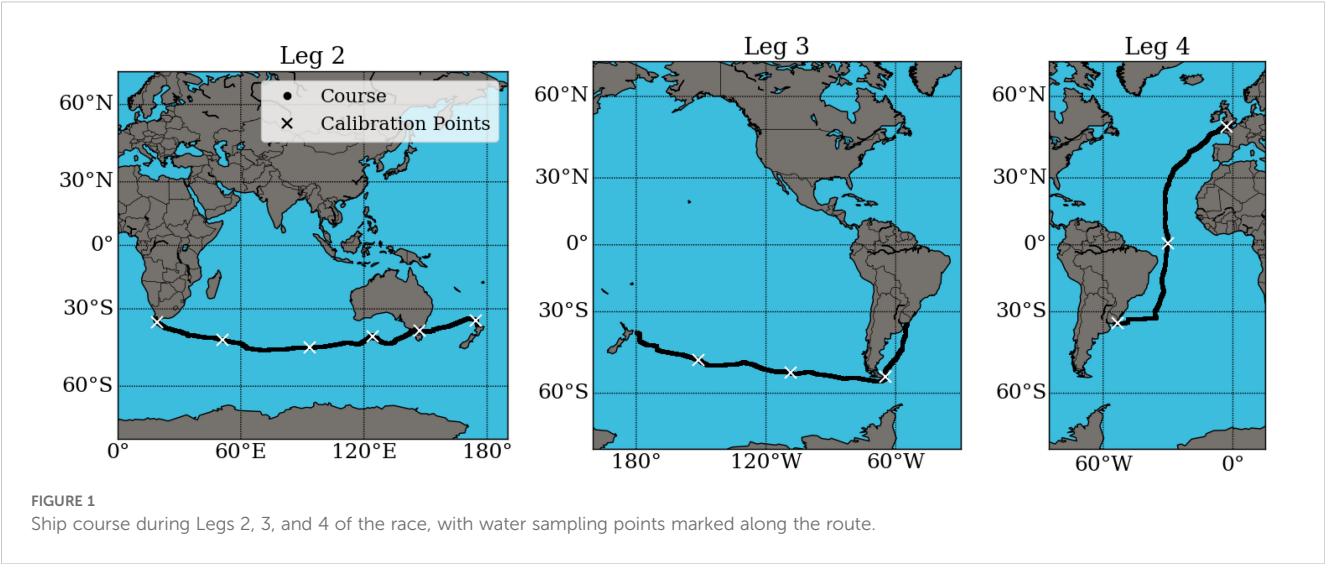 Leg 2
Leg 3
Leg 4
Course
Calibration Points
60°N
30°N
0°
30°S
60°S
0°
60°E
120°E
180°
60°N
30°N
0°
30°S
60°S
180°
120°W
60°W
60°N
30°N
0°
30°S
60°S
60°W
0°
FIGURE 1
Ship course during Legs 2, 3, and 4 of the race, with water sampling points marked along the route.